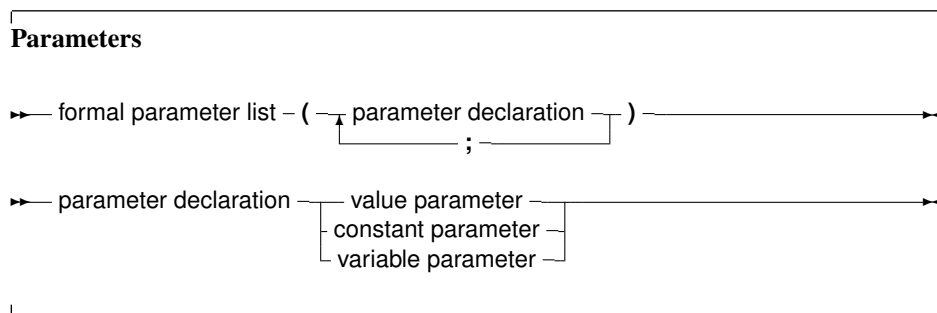 Parameters
formal parameter list ( parameter declaration )
;
parameter declaration value parameter
constant parameter
variable parameter